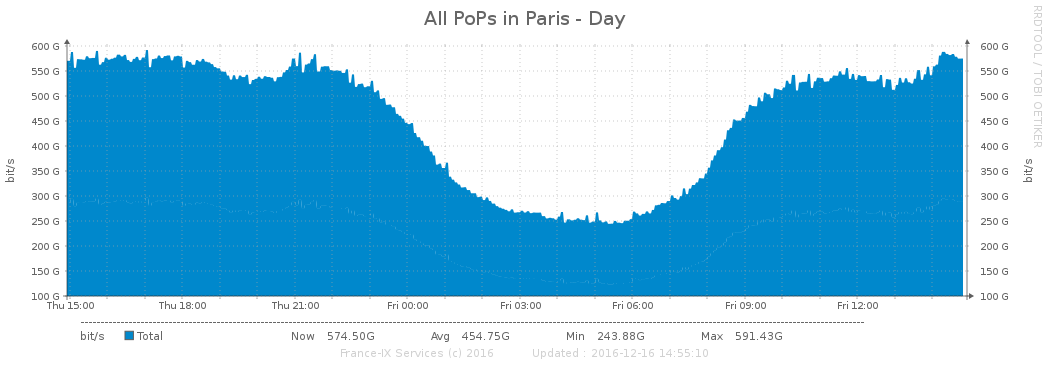 All PoPs in Paris - Day
RRDTOOL / TOBI OETIKER
bit/s
600 G
550 G
500 G
450 G
400 G
350 G
300 G
250 G
200 G
150 G
100 G
600 G
550 G
500 G
450 G
400 G
350 G
300 G
250 G
200 G
150 G
100 G
bit/s
Thu 15:00 Thu 18:00 Thu 21:00 Fri 00:00 Fri 03:00 Fri 06:00 Fri 09:00 Fri 12:00
bit/s Total Now 574.50G Avg 454.75G Min 243.88G Max 591.43G
France-IX Services (c) 2016 Updated : 2016-12-16 14:55:10